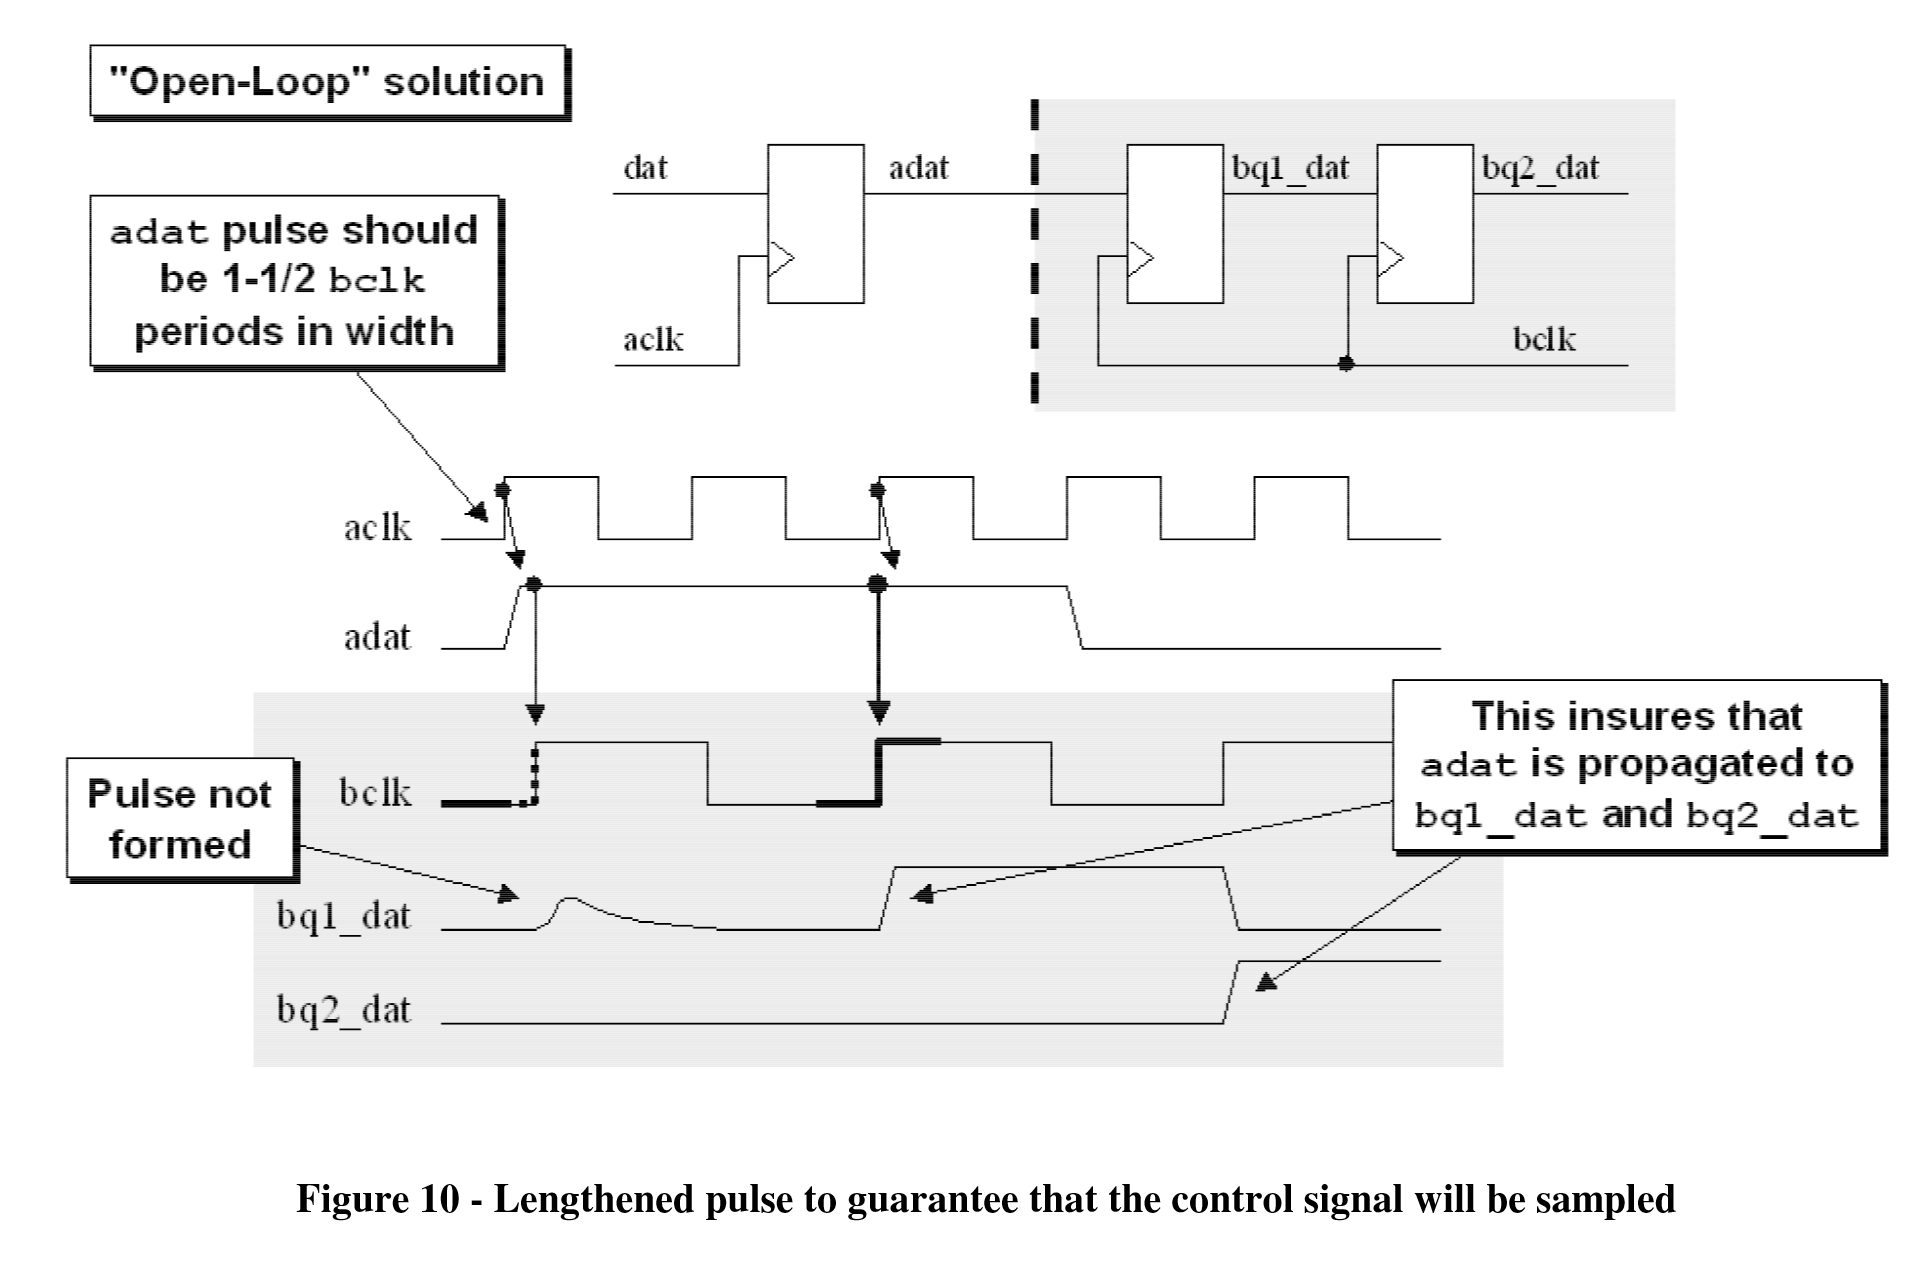 "Open-Loop" solution
adat pulse should
be 1-1/2 bclk
periods in width
dat
adat
bq1_dat
bq2_dat
aclk
bclk
aclk
adat
This insures that
adat is propagated to
bq1_dat and bq2_dat
Pulse not
formed
bclk
bq1_dat
bq2_dat
Figure 10 - Lengthened pulse to guarantee that the control signal will be sampled